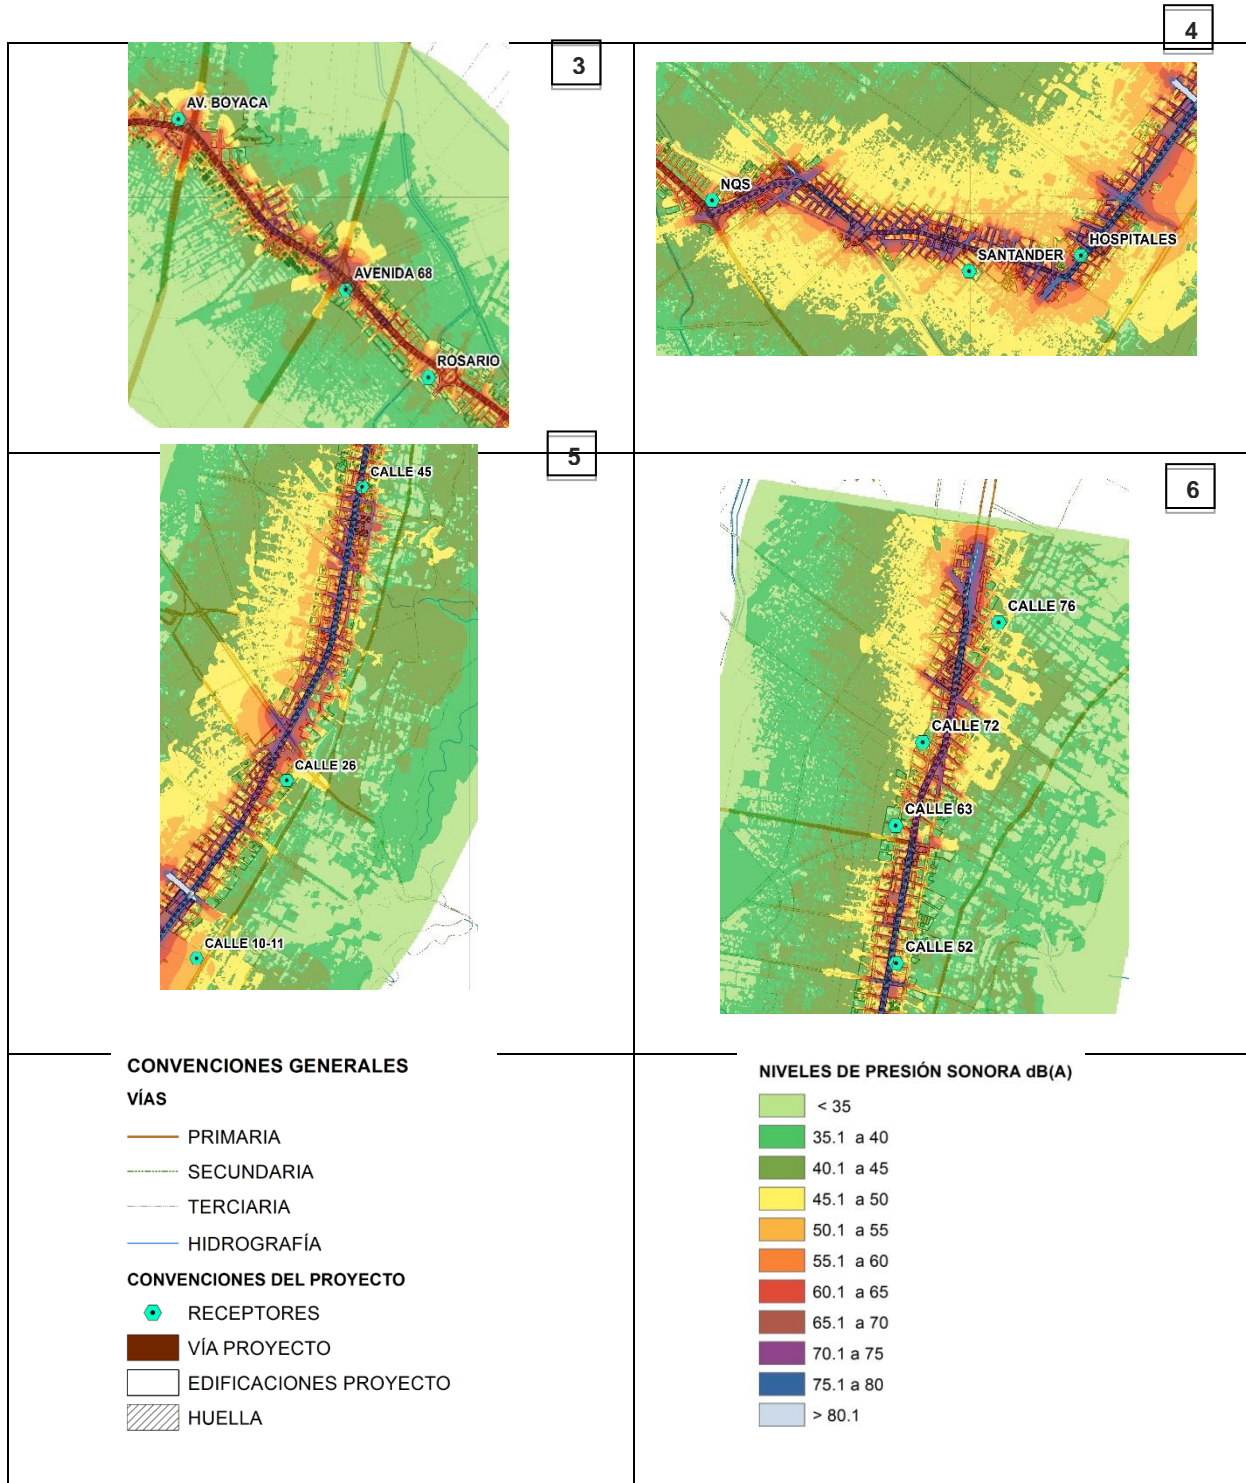 3
4
AV. BOYACA
AVENIDA 68
ROSARIO
NQS
SANTANDER
HOSPITALES
5
6
CALLE 45
CALLE 26
CALLE 10-11
CALLE 76
CALLE 72
CALLE 63
CALLE 52
CONVENCIONES GENERALES
VÍAS
PRIMARIA
SECUNDARIA
TERCIARIA
HIDROGRAFÍA
CONVENCIONES DEL PROYECTO
RECEPTORES
VÍA PROYECTO
EDIFICACIONES PROYECTO
HUELLA
NIVELES DE PRESIÓN SONORA dB(A)
< 35
35.1 a 40
40.1 a 45
45.1 a 50
50.1 a 55
55.1 a 60
60.1 a 65
65.1 a 70
70.1 a 75
75.1 a 80
> 80.1